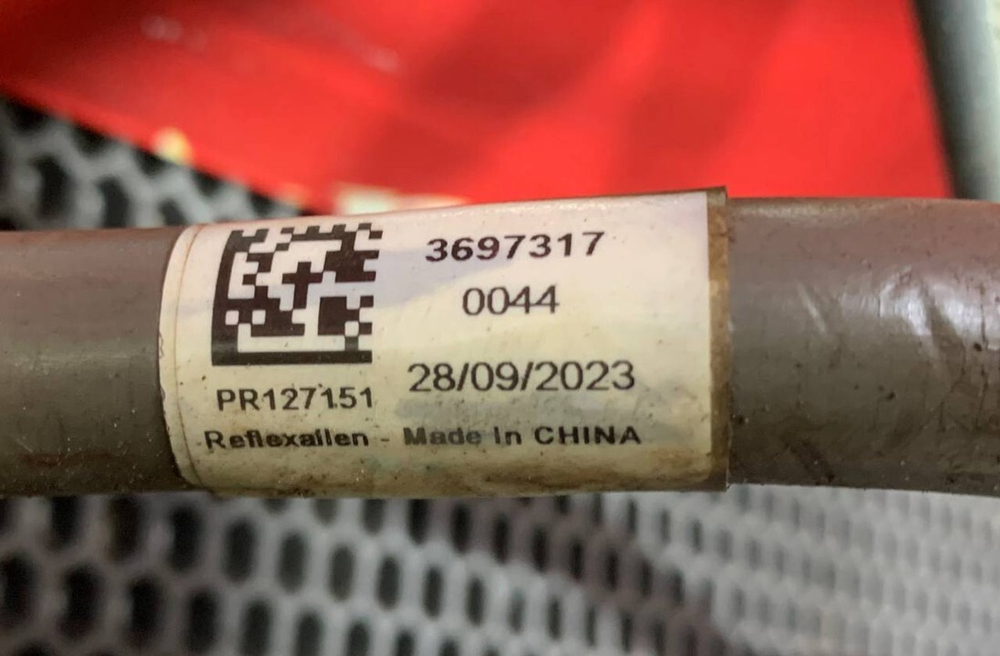 3697317
0044
28/09/2023
PR127151
Reflexallen - Made in CHINA